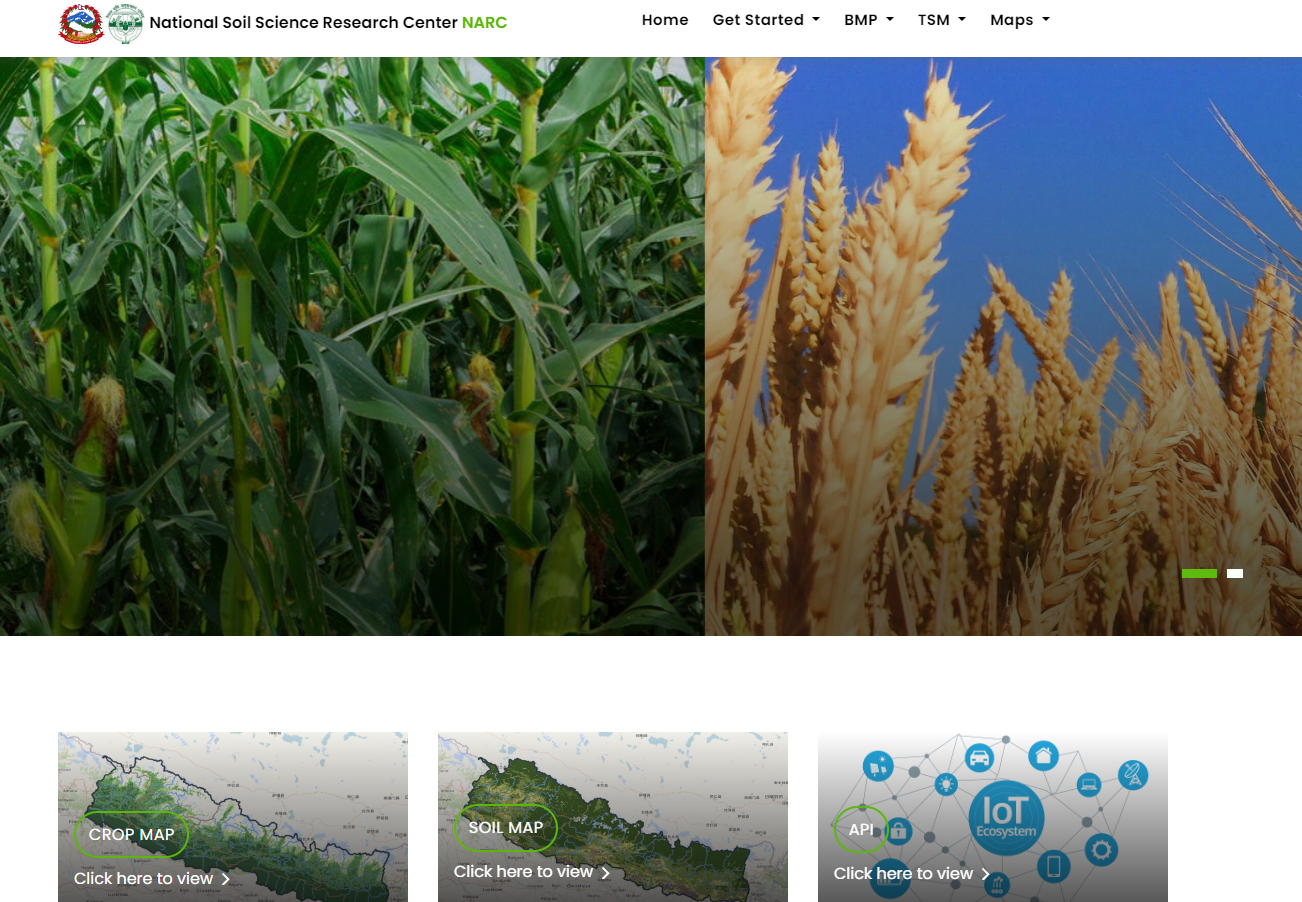 National Soil Science Research Center NARC
Home Get Started BMP TSM Maps
CROP MAP
Click here to view
SOIL MAP
Click here to view
API
Click here to view
IoT
Ecosystem